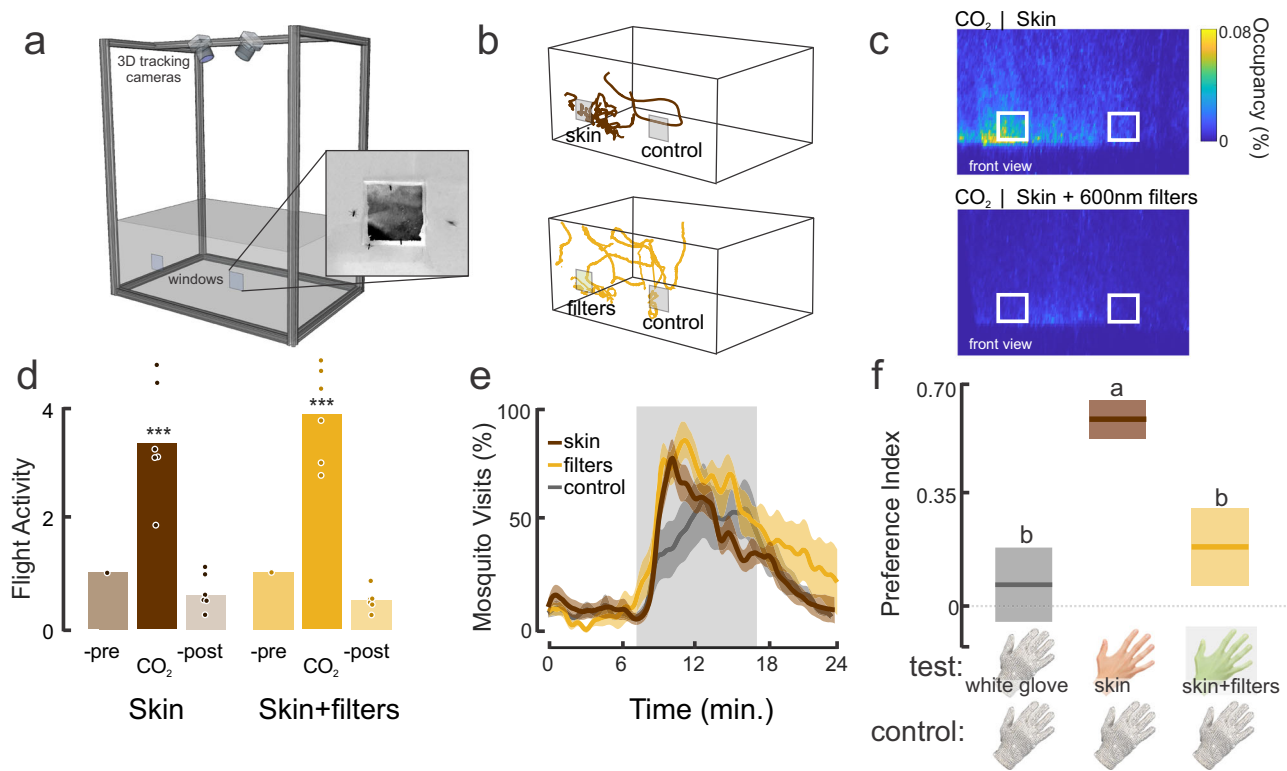 a
3D tracking
cameras
windows
b
skin
control
filters
control
c
CO2 | Skin
front view
0.08
0
Occupancy (%)
CO2 | Skin + 600nm filters
front view
d
Flight Activity
4
2
0
***
***
-pre
CO2
-post
-pre
CO2
-post
Skin
Skin+filters
e
Mosquito Visits (%)
100
50
0
skin
filters
control
0
6
12
18
24
Time (min.)
f
Preference Index
0.70
0.35
0
b
a
b
test:
white glove
skin
skin+filters
control: